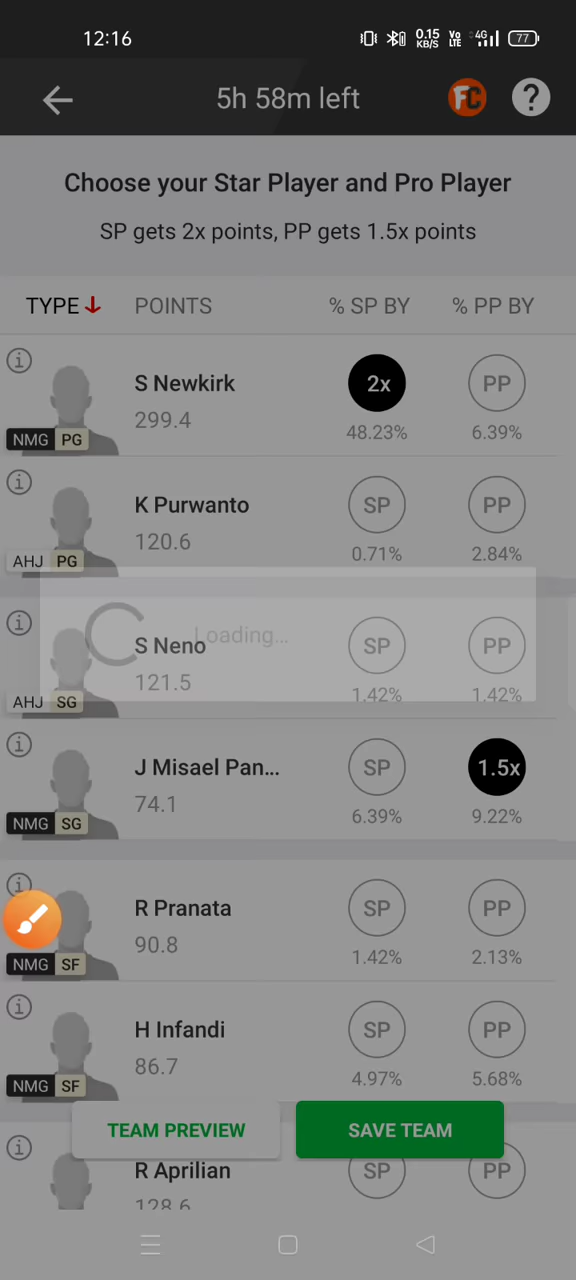 12:16
0.15 KB/S Vo LTE 4G 77
5h 58m left
FC ?
Choose your Star Player and Pro Player
SP gets 2x points, PP gets 1.5x points
TYPE POINTS % SP BY % PP BY
i
S Newkirk 2x PP
299.4 48.23% 6.39%
NMG PG
i
K Purwanto SP PP
120.6 0.71% 2.84%
AHJ PG
Loading...
i
S Neno SP PP
121.5 1.42% 1.42%
AHJ SG
i
J Misael Pan... SP 1.5x
74.1 6.39% 9.22%
NMG SG
i
R Pranata SP PP
90.8 1.42% 2.13%
NMG SF
i
H Infandi SP PP
86.7 4.97% 5.68%
NMG SF
TEAM PREVIEW SAVE TEAM
i
R Aprilian SP PP
128.6